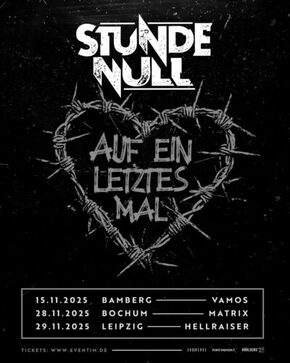 STUNDE
NULL
AUF EIN
LETZTES
MAL
15.11.2025 BAMBERG VAMOS
28.11.2025 BOCHUM MATRIX
29.11.2025 LEIPZIG HELLRAISER
TICKETS: WWW.EVENTIM.DE